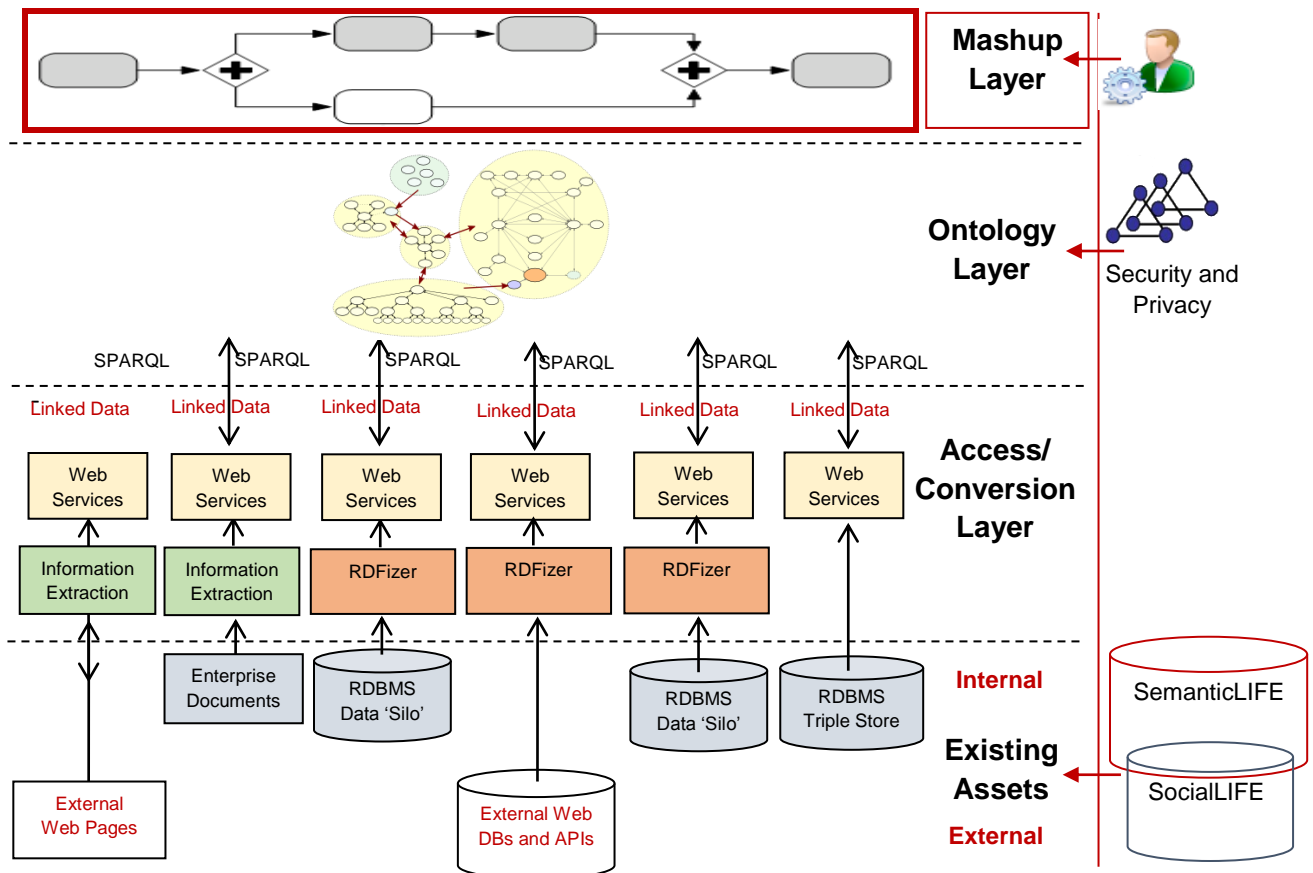 Mashup
Layer
Ontology
Layer
Security and
Privacy
SPARQL
SPARQL
SPARQL
SPARQL
SPARQL
SPARQL
Linked Data
Linked Data
Linked Data
Linked Data
Linked Data
Linked Data
Web
Services
Web
Services
Web
Services
Web
Services
Web
Services
Web
Services
Access/
Conversion
Layer
Information
Extraction
Information
Extraction
RDFizer
RDFizer
RDFizer
Enterprise
Documents
RDBMS
Data ‘Silo’
RDBMS
Data ‘Silo’
RDBMS
Triple Store
Internal
SemanticLIFE
Existing
Assets
SocialLIFE
External
Web Pages
External Web
DBs and APIs
External